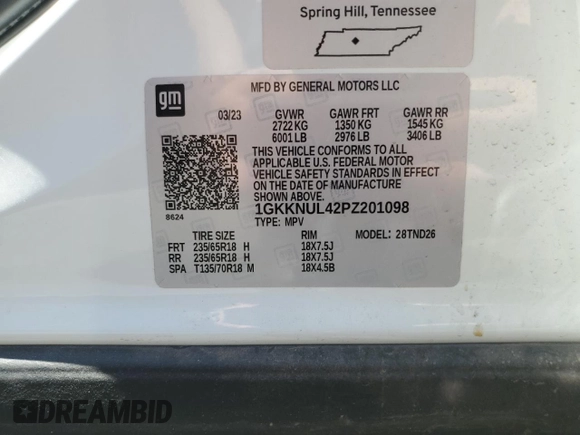 Spring Hill, Tennessee
gm
MFD BY GENERAL MOTORS LLC
03/23 GVWR GAWR FRT GAWR RR
2722 KG 1350 KG 1545 KG
6001 LB 2976 LB 3406 LB
THIS VEHICLE CONFORMS TO ALL
APPLICABLE U.S. FEDERAL MOTOR
VEHICLE SAFETY STANDARDS IN EFFECT
ON THE DATE OF MANUFACTURE
SHOWN ABOVE.
1GKKNUL42PZ201098
8624
TYPE: MPV
TIRE SIZE RIM MODEL: 28TND26
FRT 235/65R18 H 18X7.5J
RR 235/65R18 H 18X7.5J
SPA T135/70R18 M 18X4.5B
DREAMBID